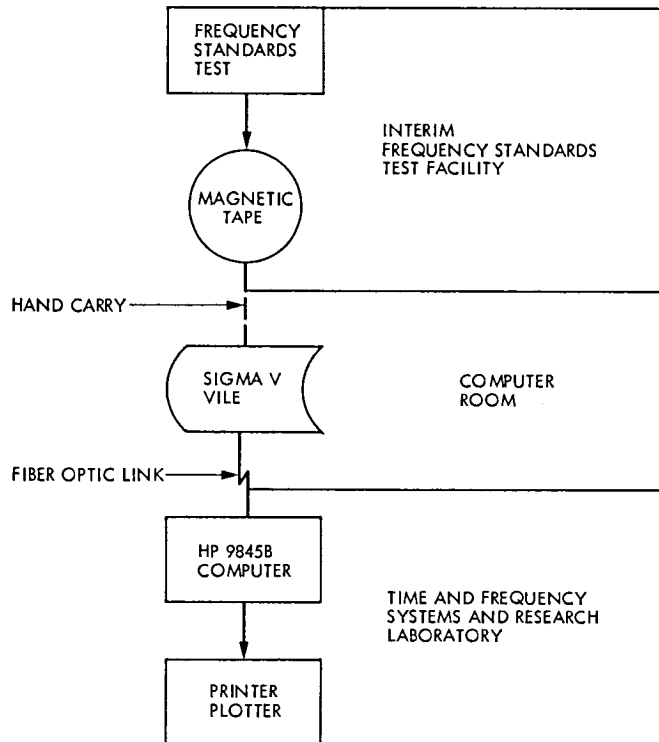 FREQUENCY
STANDARDS
TEST
INTERIM
FREQUENCY STANDARDS
TEST FACILITY
MAGNETIC
TAPE
HAND CARRY
SIGMA V
VILE
COMPUTER
ROOM
FIBER OPTIC LINK
HP 9845B
COMPUTER
TIME AND FREQUENCY
SYSTEMS AND RESEARCH
LABORATORY
PRINTER
PLOTTER